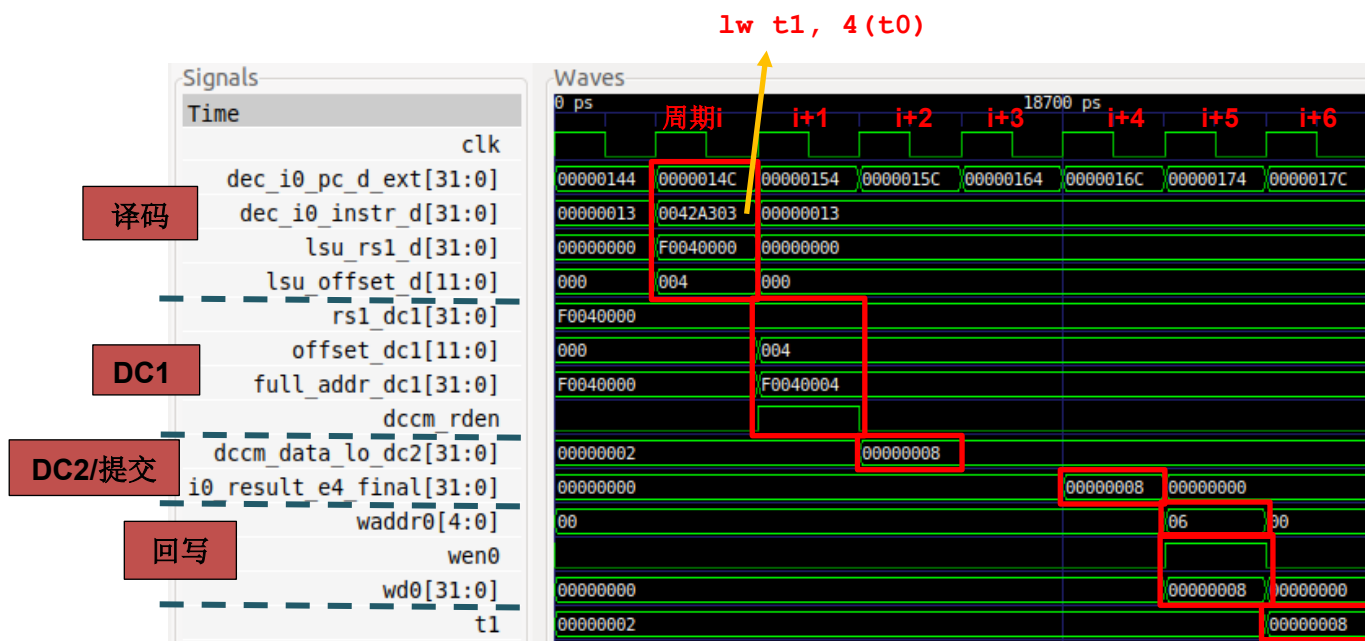 lw t1, 4(t0)
Signals
Waves
Time
0 ps
18700 ps
周期i
i+1
i+2
i+3
i+4
i+5
i+6
clk
译码
dec_i0_pc_d_ext[31:0]
00000144 0000014C 00000154 0000015C 00000164 0000016C 00000174 0000017C
dec_i0_instr_d[31:0]
00000013 0042A303 00000013
lsu_rs1_d[31:0]
00000000 F0040000 00000000
lsu_offset_d[11:0]
000 004 000
DC1
rs1_dc1[31:0]
F0040000
offset_dc1[11:0]
000 004
full_addr_dc1[31:0]
F0040000 F0040004
dccm_rden
DC2/提交
dccm_data_lo_dc2[31:0]
00000002 00000008
i0_result_e4_final[31:0]
00000000 00000008 00000000
回写
waddr0[4:0]
00 06 00
wen0
wd0[31:0]
00000000 00000008 00000000
t1
00000002 00000008